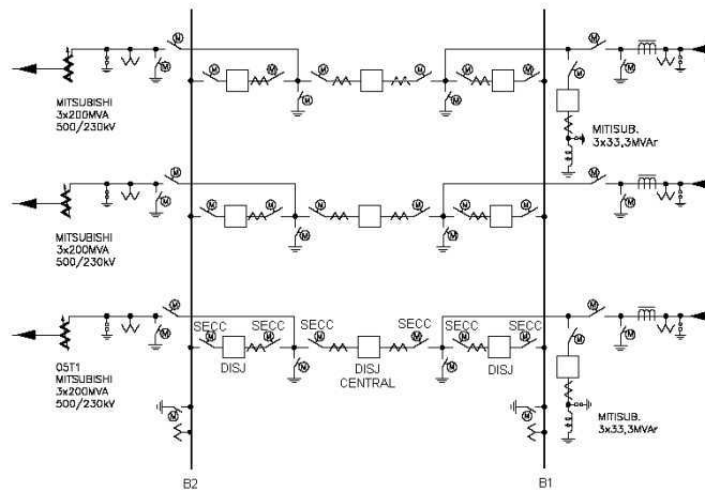 M M M M M M M M
M M M M M
MITSUBISHI
3x200MVA
500/230kV
MITISUB.
3x33,3MVAr
M M
M M M M M M
M M M M
MITSUBISHI
3x200MVA
500/230kV
M M
SECC SECC SECC SECC SECC
M M M M M M
DISJ DISJ DISJ
CENTRAL
M M M M M
05T1
MITSUBISHI
3x200MVA
500/230kV
M M
MITISUB.
3x33,3MVAr
B2 B1